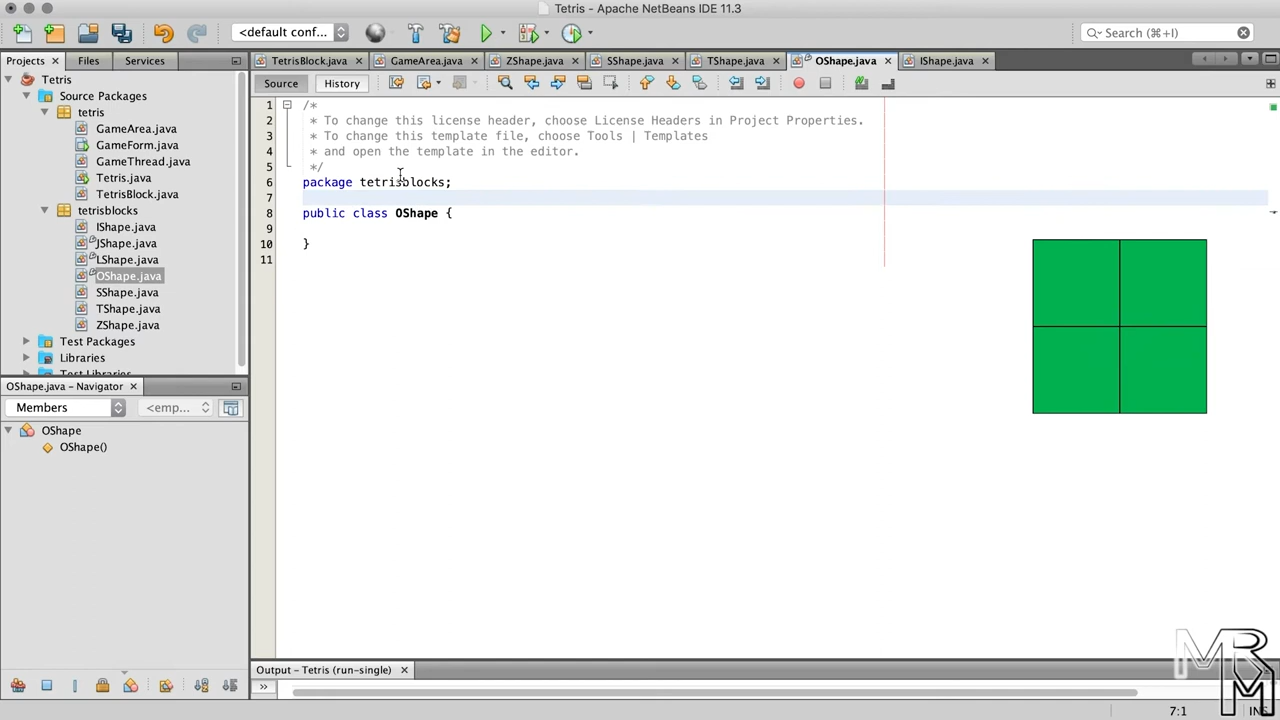 Tetris - Apache NetBeans IDE 11.3
<default conf...
Search (⌘+I)
Projects
Files
Services
TetrisBlock.java
GameArea.java
ZShape.java
SShape.java
TShape.java
OShape.java
IShape.java
Source
History
Tetris
Source Packages
tetris
GameArea.java
GameForm.java
GameThread.java
Tetris.java
TetrisBlock.java
tetrisblocks
IShape.java
JShape.java
LShape.java
OShape.java
SShape.java
TShape.java
ZShape.java
Test Packages
Libraries
Test Libraries
1 /*
2 * To change this license header, choose License Headers in Project Properties.
3 * To change this template file, choose Tools | Templates
4 * and open the template in the editor.
5 */
6 package tetrisblocks;
7
8 public class OShape {
9
10 }
11
OShape.java - Navigator
Members
<emp...
OShape
OShape()
Output - Tetris (run-single)
7:1
INS
MRM